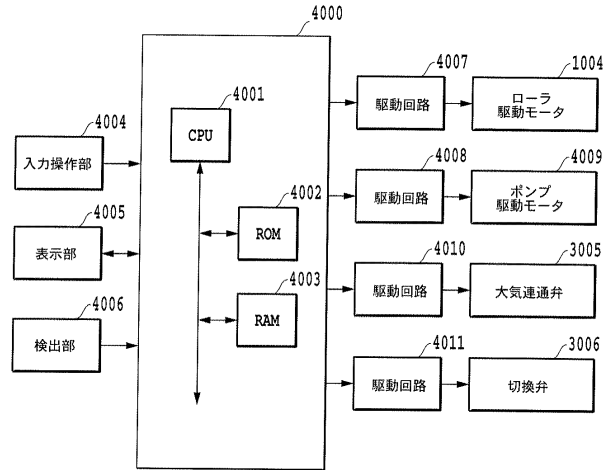 4000
4007
1004
4001
4004
CPU
駆動回路
ローラ
駆動モータ
入力操作部
4008
4009
4002
4005
駆動回路
ポンプ
駆動モータ
ROM
表示部
4010
3005
4003
4006
駆動回路
大気連通弁
RAM
検出部
4011
3006
駆動回路
切換弁